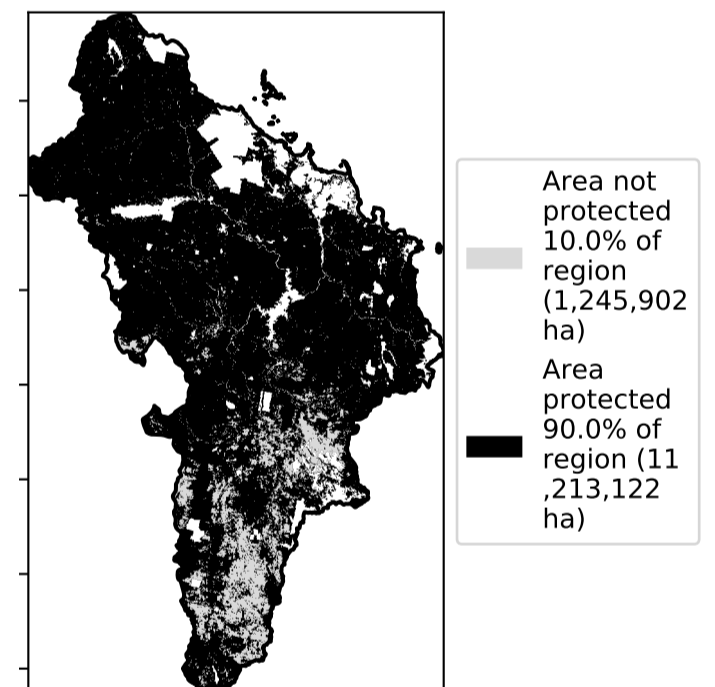 Area not
protected
10.0% of
region
(1,245,902
ha)
Area
protected
90.0% of
region (11
,213,122
ha)